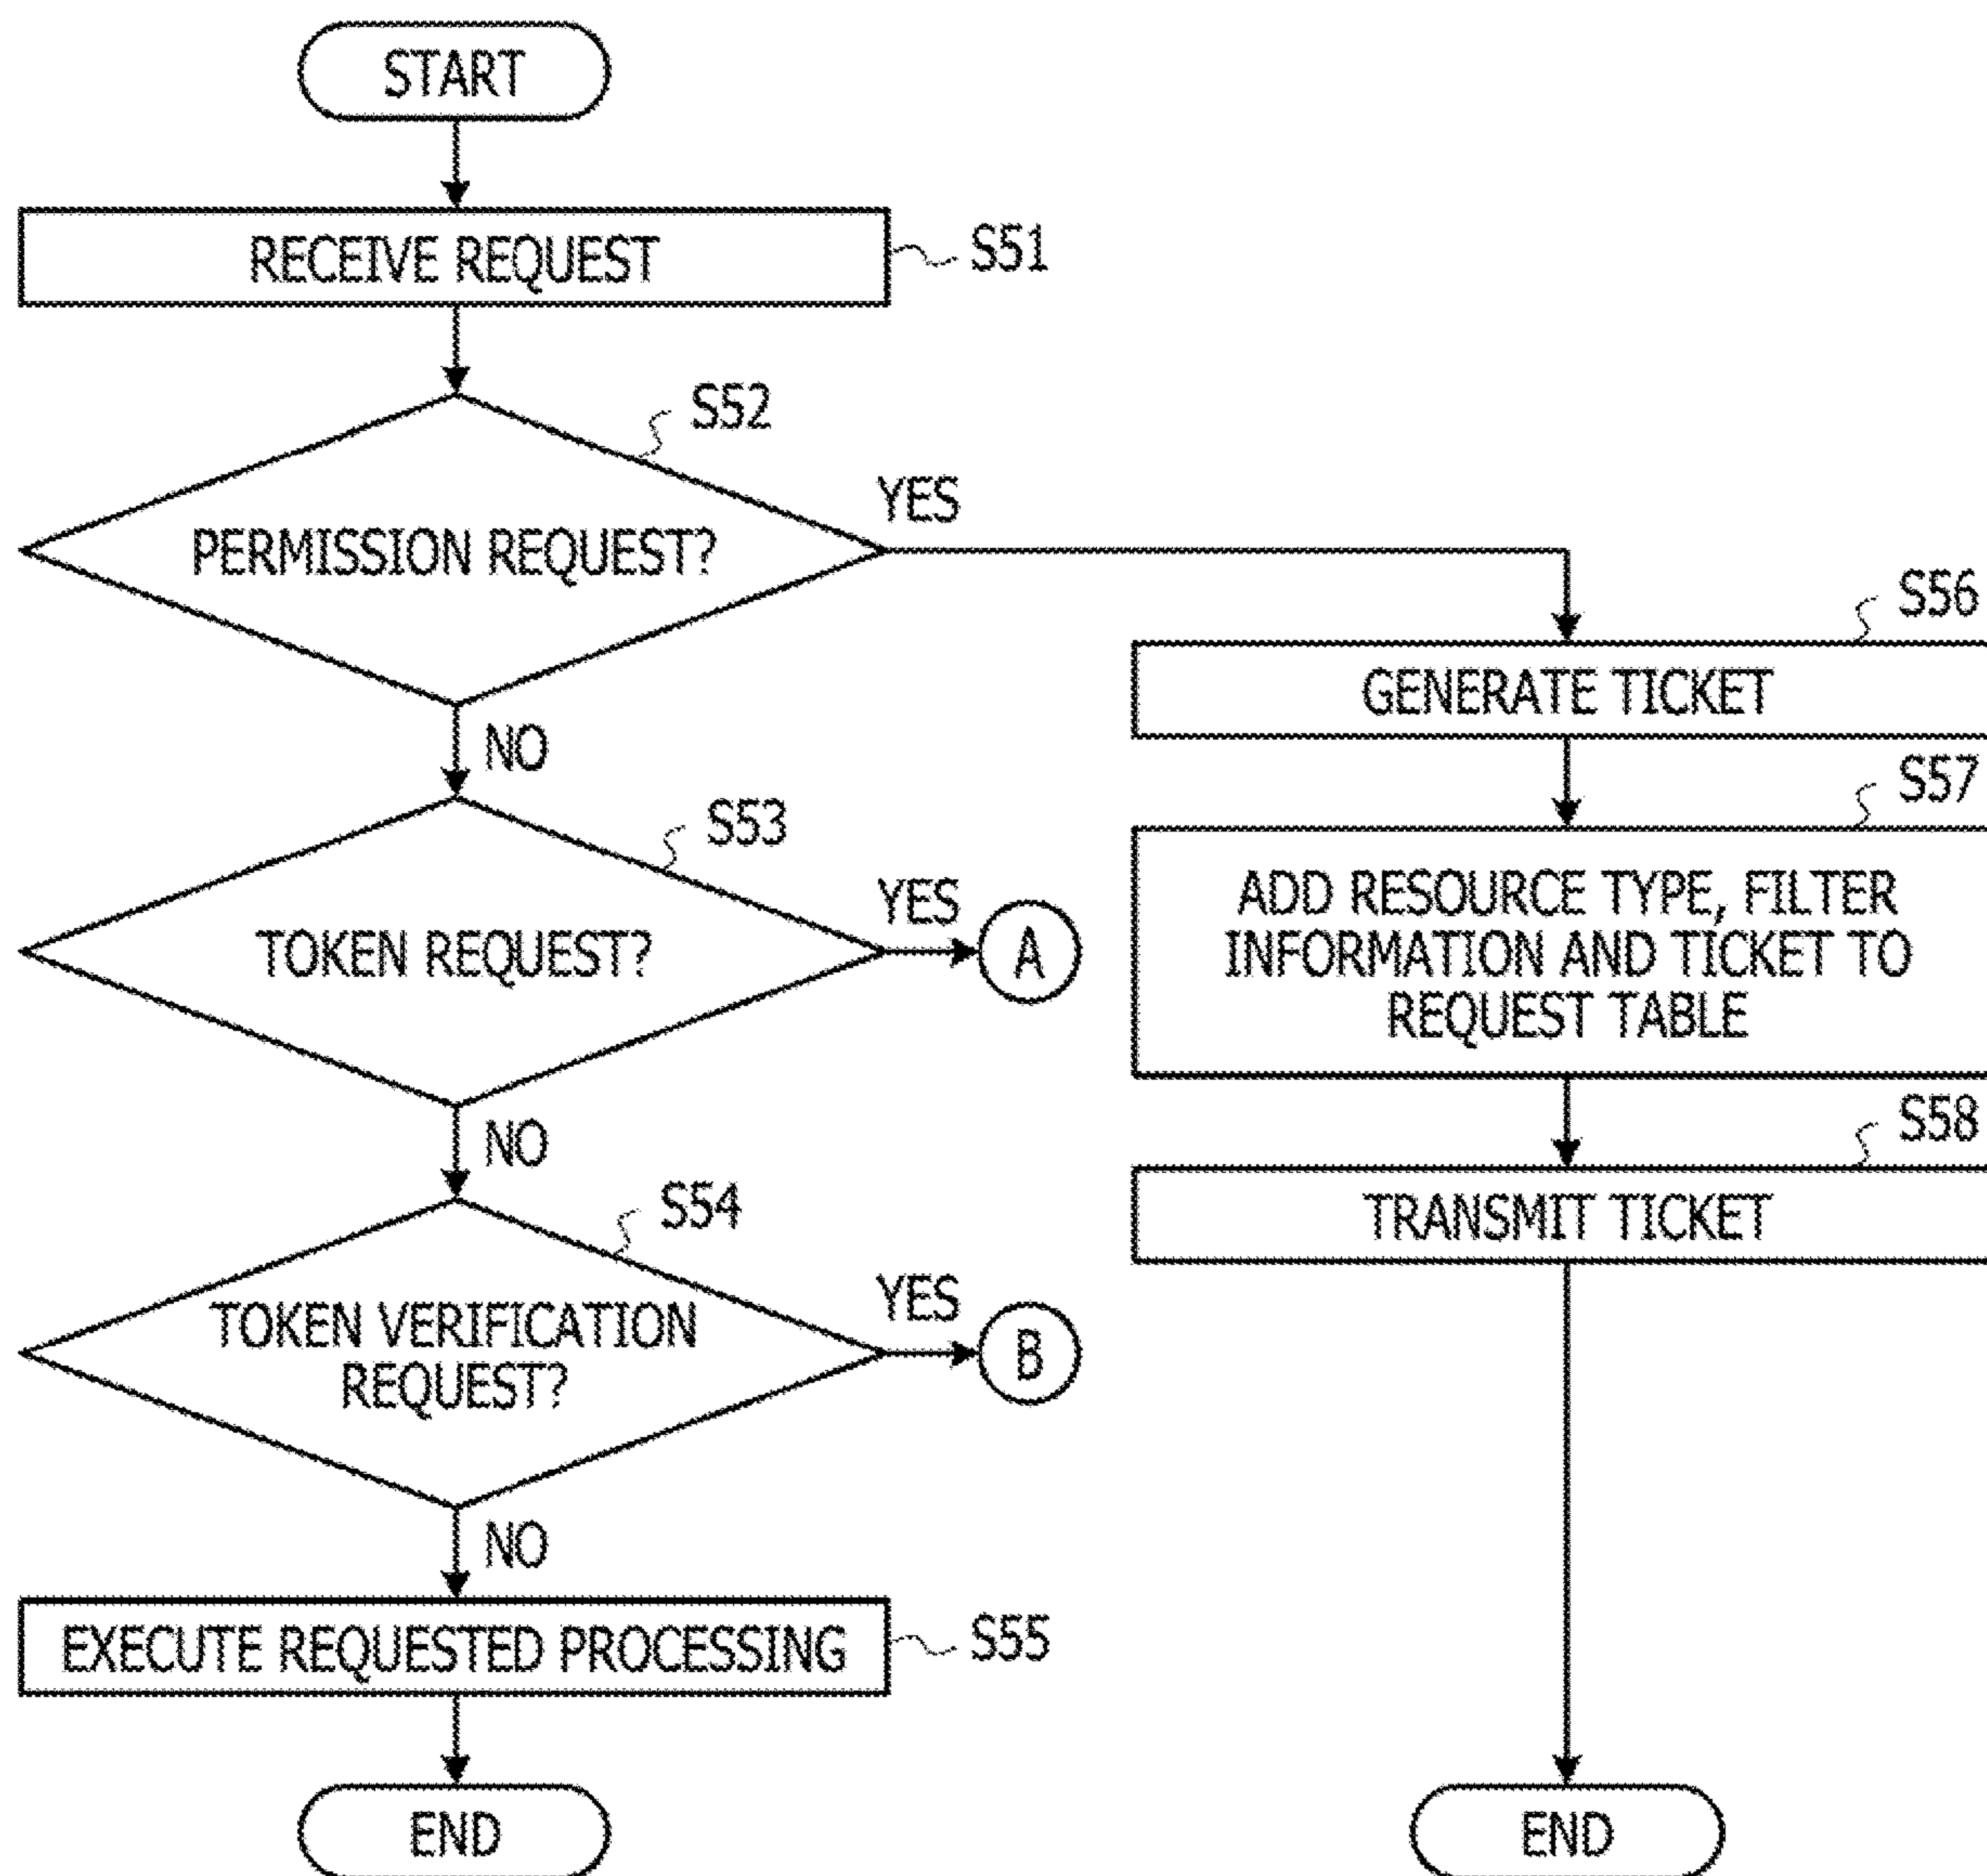 START
RECEIVE REQUEST
S51
S52
PERMISSION REQUEST?
YES
NO
S53
TOKEN REQUEST?
YES
A
NO
S54
TOKEN VERIFICATION
REQUEST?
YES
B
NO
EXECUTE REQUESTED PROCESSING
S55
END
S56
GENERATE TICKET
S57
ADD RESOURCE TYPE, FILTER
INFORMATION AND TICKET TO
REQUEST TABLE
S58
TRANSMIT TICKET
END